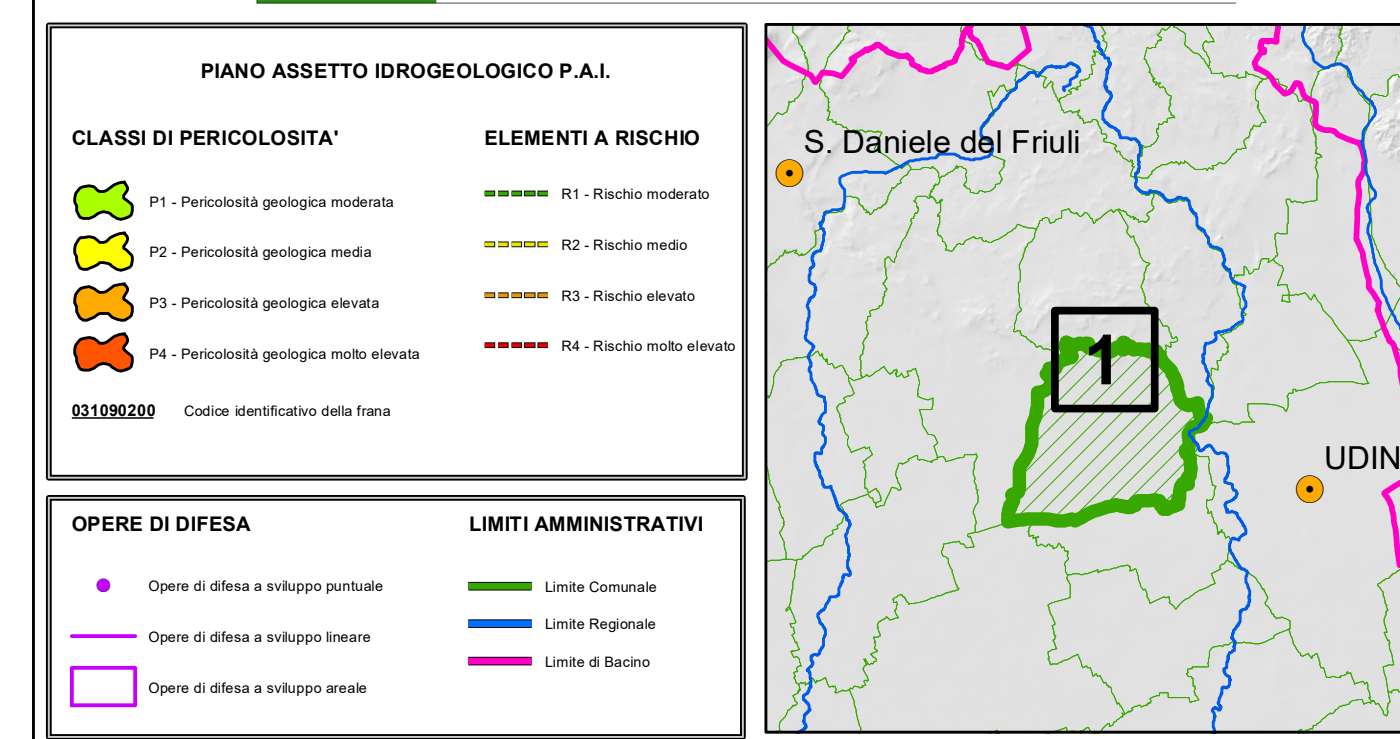 PIANO ASSETTO IDROGEOLOGICO P.A.I.
CLASSI DI PERICOLOSITA'
P1 - Pericolosità geologica moderata
P2 - Pericolosità geologica media
P3 - Pericolosità geologica elevata
P4 - Pericolosità geologica molto elevata
031090200 Codice identificativo della frana
ELEMENTI A RISCHIO
R1 - Rischio moderato
R2 - Rischio medio
R3 - Rischio elevato
R4 - Rischio molto elevato
OPERE DI DIFESA
Opere di difesa a sviluppo puntuale
Opere di difesa a sviluppo lineare
Opere di difesa a sviluppo areale
LIMITI AMMINISTRATIVI
Limite Comunale
Limite Regionale
Limite di Bacino
S. Daniele del Friuli
1
UDIN